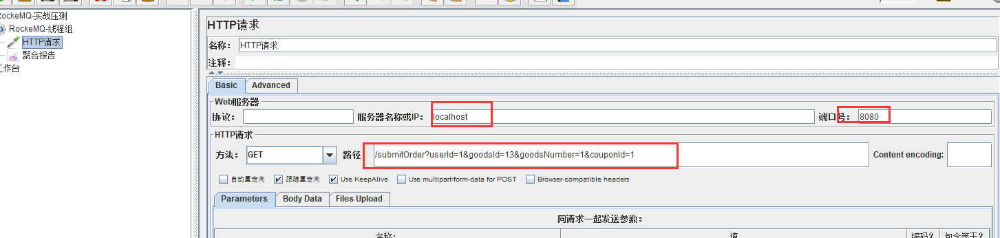 RockeMQ-实战压测
RockeMQ-线程组
HTTP请求
聚合报告
工作台
HTTP请求
名称： HTTP请求
注释：
Basic Advanced
Web服务器
协议： 服务器名称或IP： localhost 端口号： 8080
HTTP请求
方法： GET 路径 /submitOrder?userId=1&goodsId=13&goodsNumber=1&couponId=1 Content encoding:
自动重定向 跟随重定向 Use KeepAlive Use multipart/form-data for POST Browser-compatible headers
Parameters Body Data Files Upload
同请求一起发送参数：
名称: 值 编码? 包含等于?